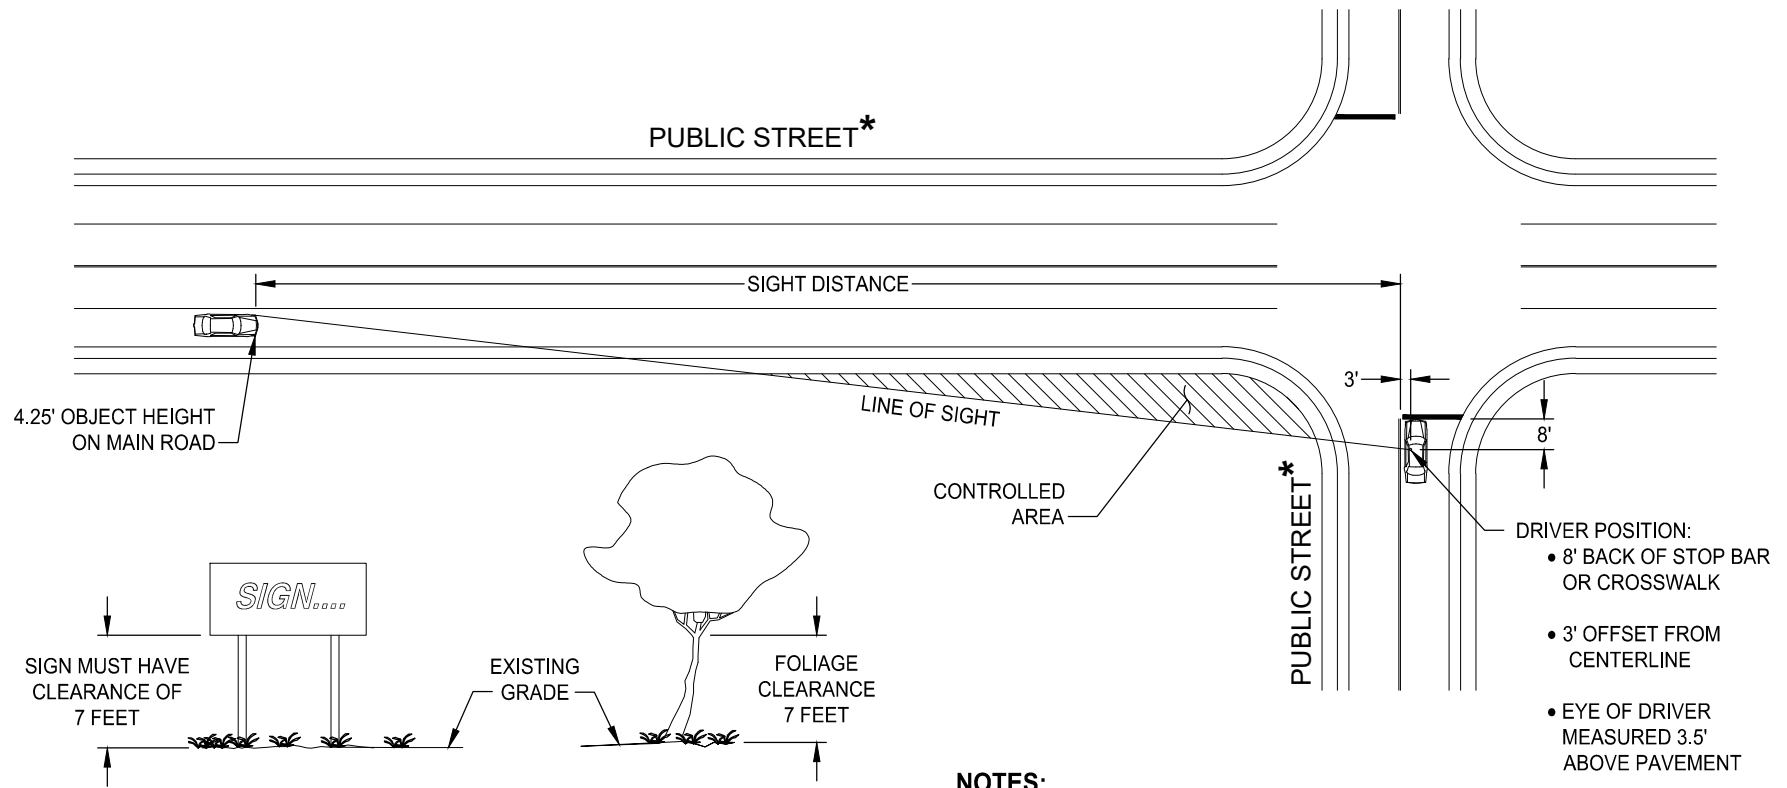 PUBLIC STREET*
SIGHT DISTANCE
3'
4.25' OBJECT HEIGHT
ON MAIN ROAD
LINE OF SIGHT
8'
CONTROLLED
AREA
PUBLIC STREET*
DRIVER POSITION:
• 8' BACK OF STOP BAR
OR CROSSWALK
• 3' OFFSET FROM
CENTERLINE
• EYE OF DRIVER
MEASURED 3.5'
ABOVE PAVEMENT
SIGN....
SIGN MUST HAVE
CLEARANCE OF
7 FEET
EXISTING
GRADE
FOLIAGE
CLEARANCE
7 FEET
NOTES: